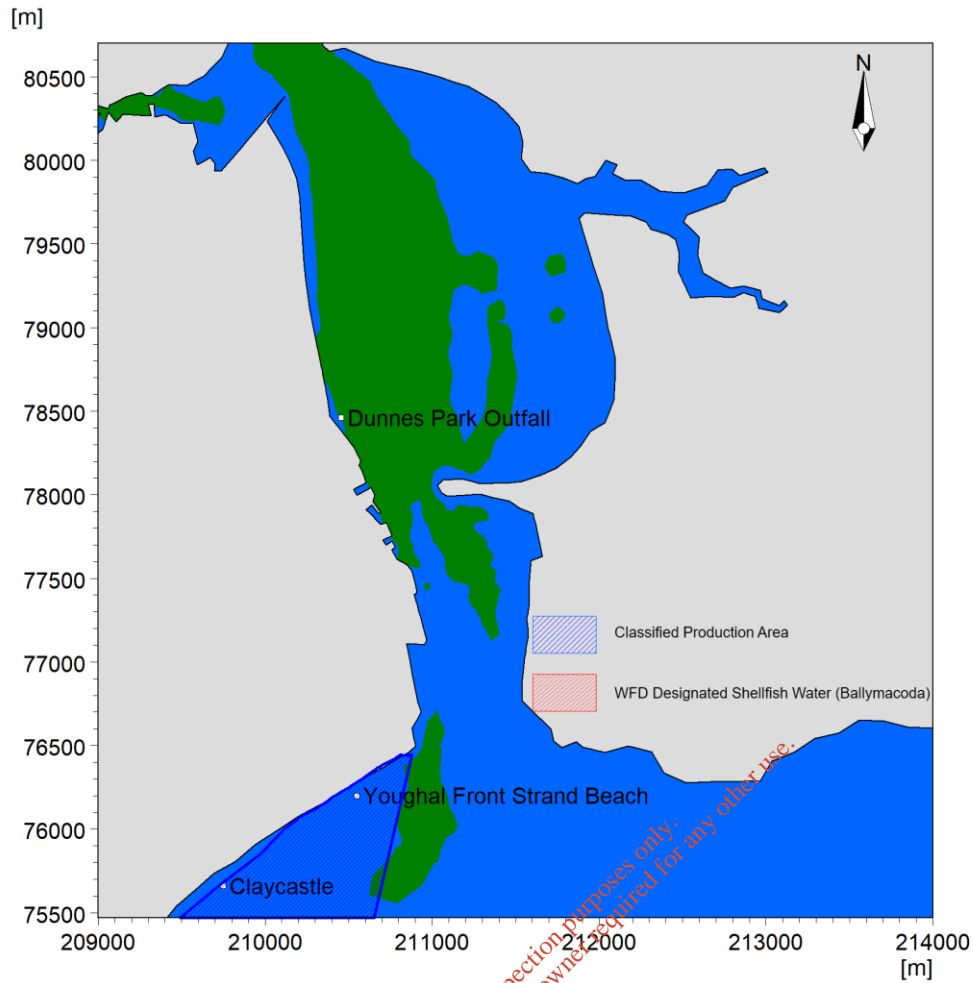 [m]
N
80500
80000
79500
79000
78500
78000
77500
77000
76500
76000
75500
Dunnes Park Outfall
Classified Production Area
WFD Designated Shellfish Water (Ballymacoda)
Youghal Front Strand Beach
Claycastle
pection purposes only.
owner required for any other use.
209000 210000 211000 212000 213000 214000
[m]